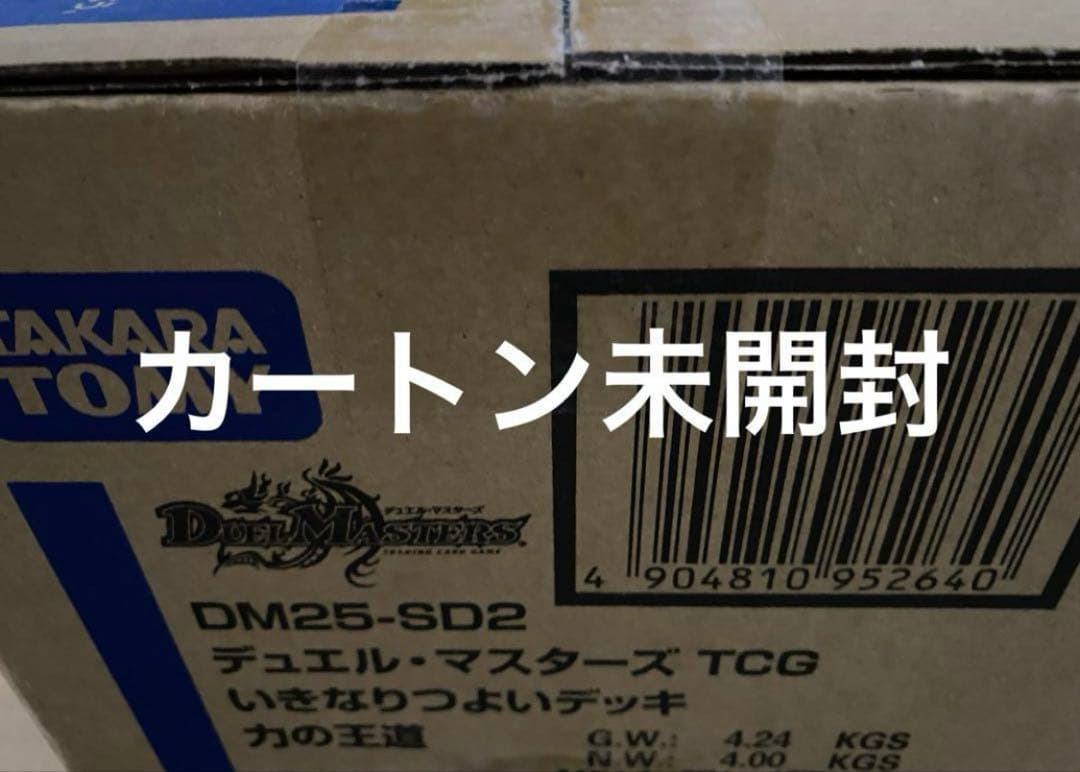 TAKARA
TOMY
カートン未開封
デュエル・マスターズ
DUEL MASTERS
TRADING CARD GAME
4 904810 952640
DM25-SD2
デュエル・マスターズ TCG
いきなりつよいデッキ
力の王道
G.W.: 4.24 KGS
N.W.: 4.00 KGS